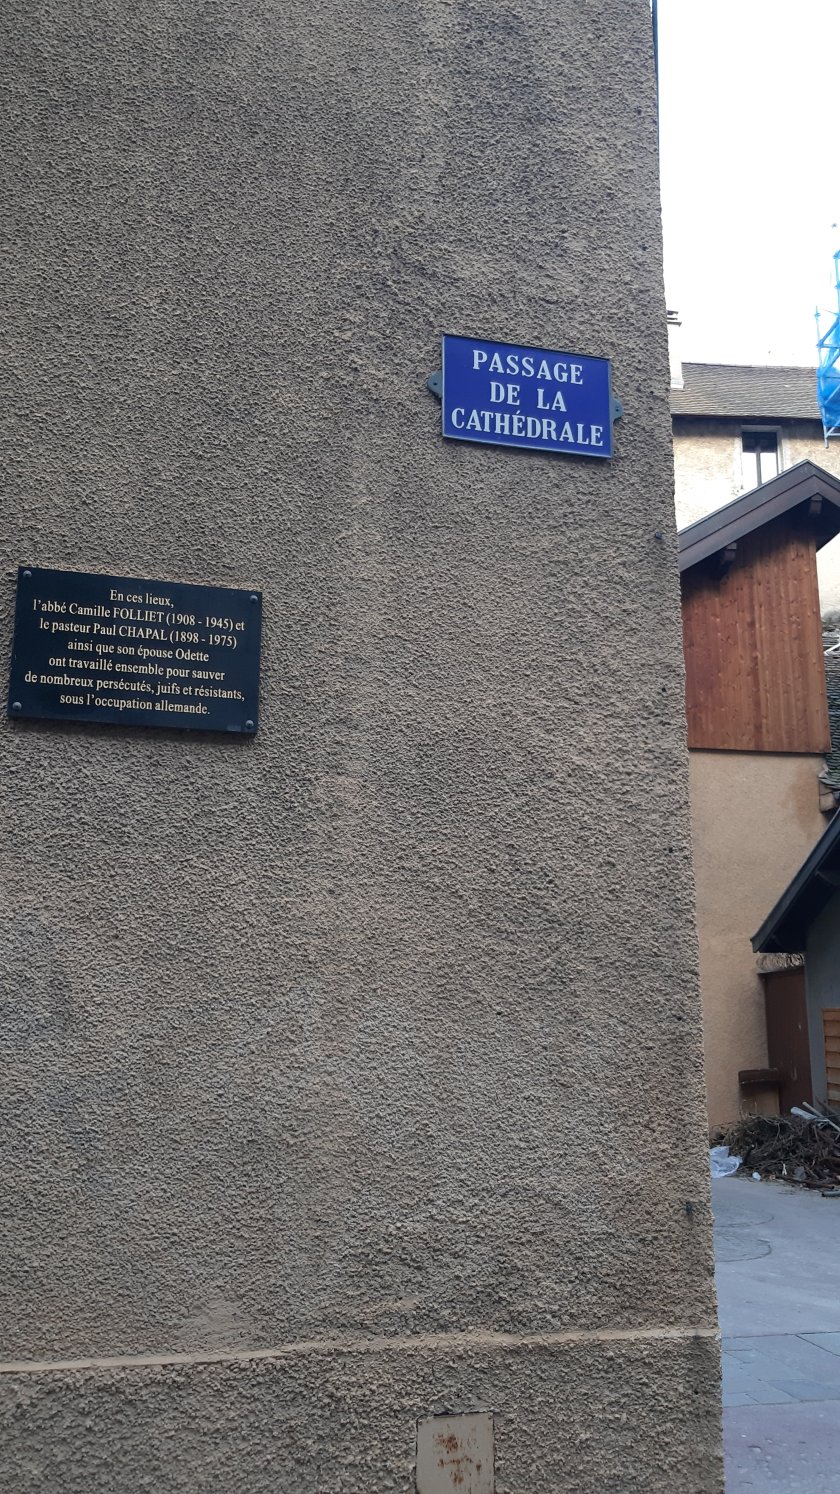 PASSAGE
DE LA
CATHÉDRALE
En ces lieux,
l'abbé Camille FOLLIET (1908 - 1945) et
le pasteur Paul CHAPAL (1898 - 1975)
ainsi que son épouse Odette
ont travaillé ensemble pour sauver
de nombreux persécutés, juifs et résistants,
sous l'occupation allemande.